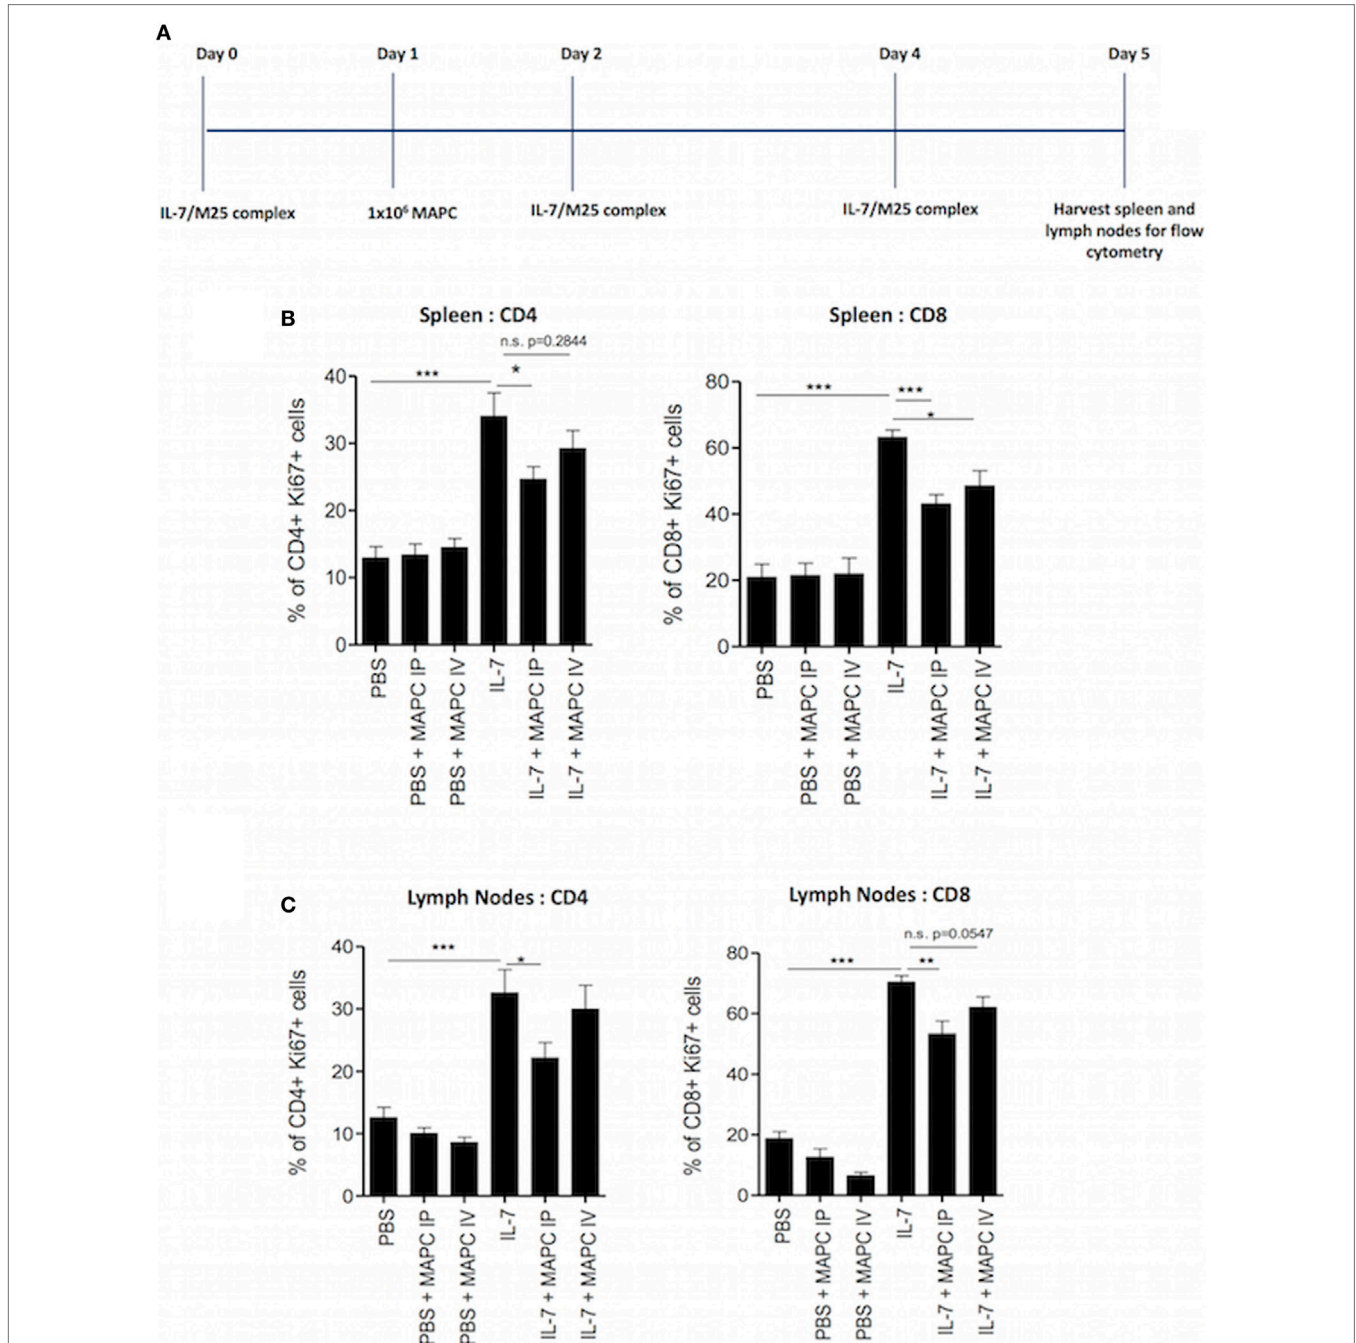 A
Day 0 Day 1 Day 2 Day 4 Day 5
IL-7/M25 complex 1x10⁶ MAPC IL-7/M25 complex IL-7/M25 complex Harvest spleen and
lymph nodes for flow
cytometry
B
Spleen : CD4
n.s. p=0.2844
*** *
% of CD4+ Ki67+ cells
40
30
20
10
0
PBS
PBS + MAPC IP
PBS + MAPC IV
IL-7
IL-7 + MAPC IP
IL-7 + MAPC IV
Spleen : CD8
*** ***
*
% of CD8+ Ki67+ cells
80
60
40
20
0
PBS
PBS + MAPC IP
PBS + MAPC IV
IL-7
IL-7 + MAPC IP
IL-7 + MAPC IV
C
Lymph Nodes : CD4
*** *
% of CD4+ Ki67+ cells
40
30
20
10
0
PBS
PBS + MAPC IP
PBS + MAPC IV
IL-7
IL-7 + MAPC IP
IL-7 + MAPC IV
Lymph Nodes : CD8
n.s. p=0.0547
*** **
% of CD8+ Ki67+ cells
80
60
40
20
0
PBS
PBS + MAPC IP
PBS + MAPC IV
IL-7
IL-7 + MAPC IP
IL-7 + MAPC IV